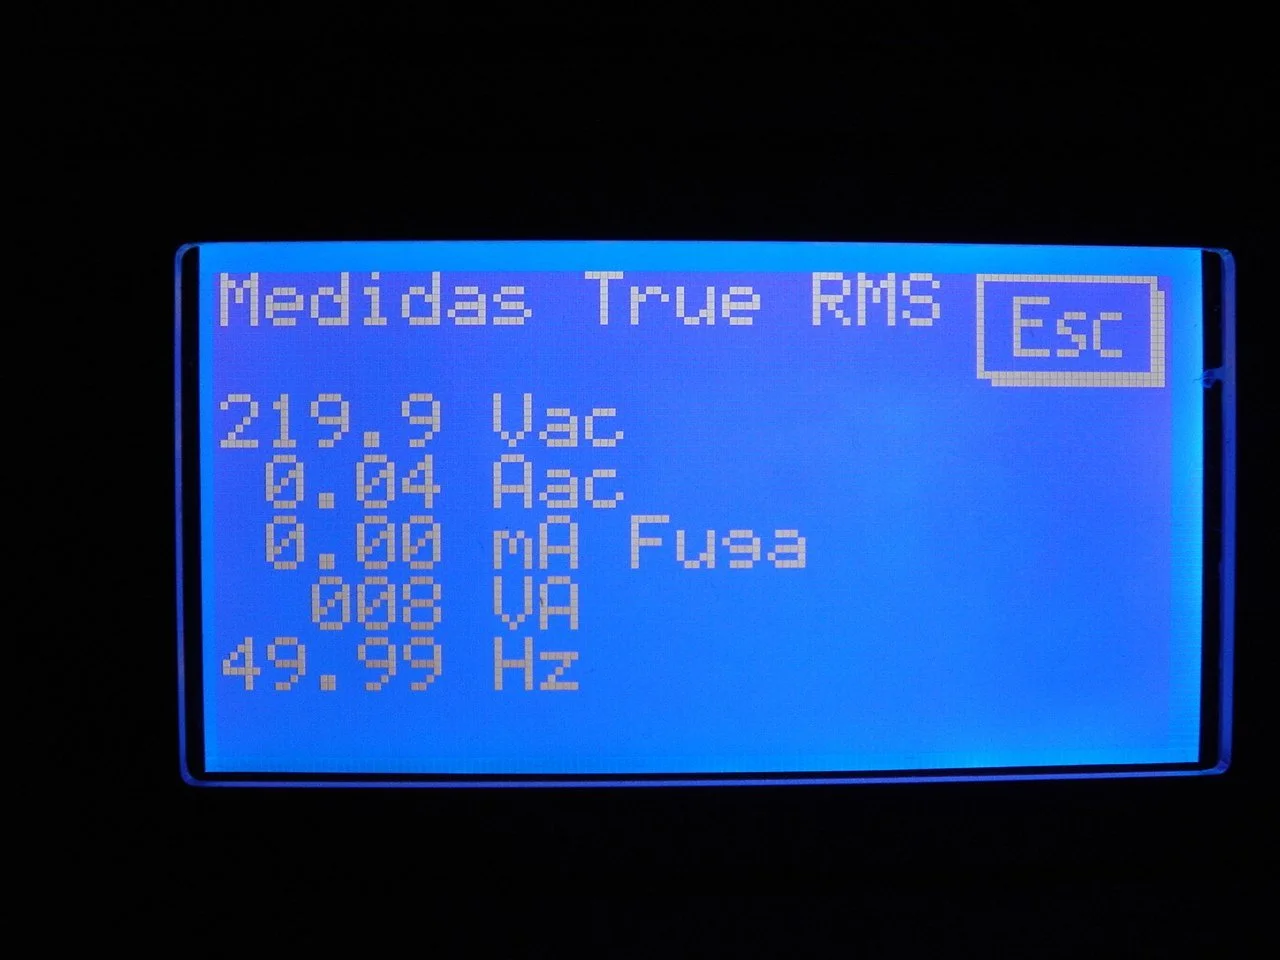 Medidas True RMS
Esc
219.9 Vac
0.04 Aac
0.00 mA Fuga
008 VA
49.99 Hz